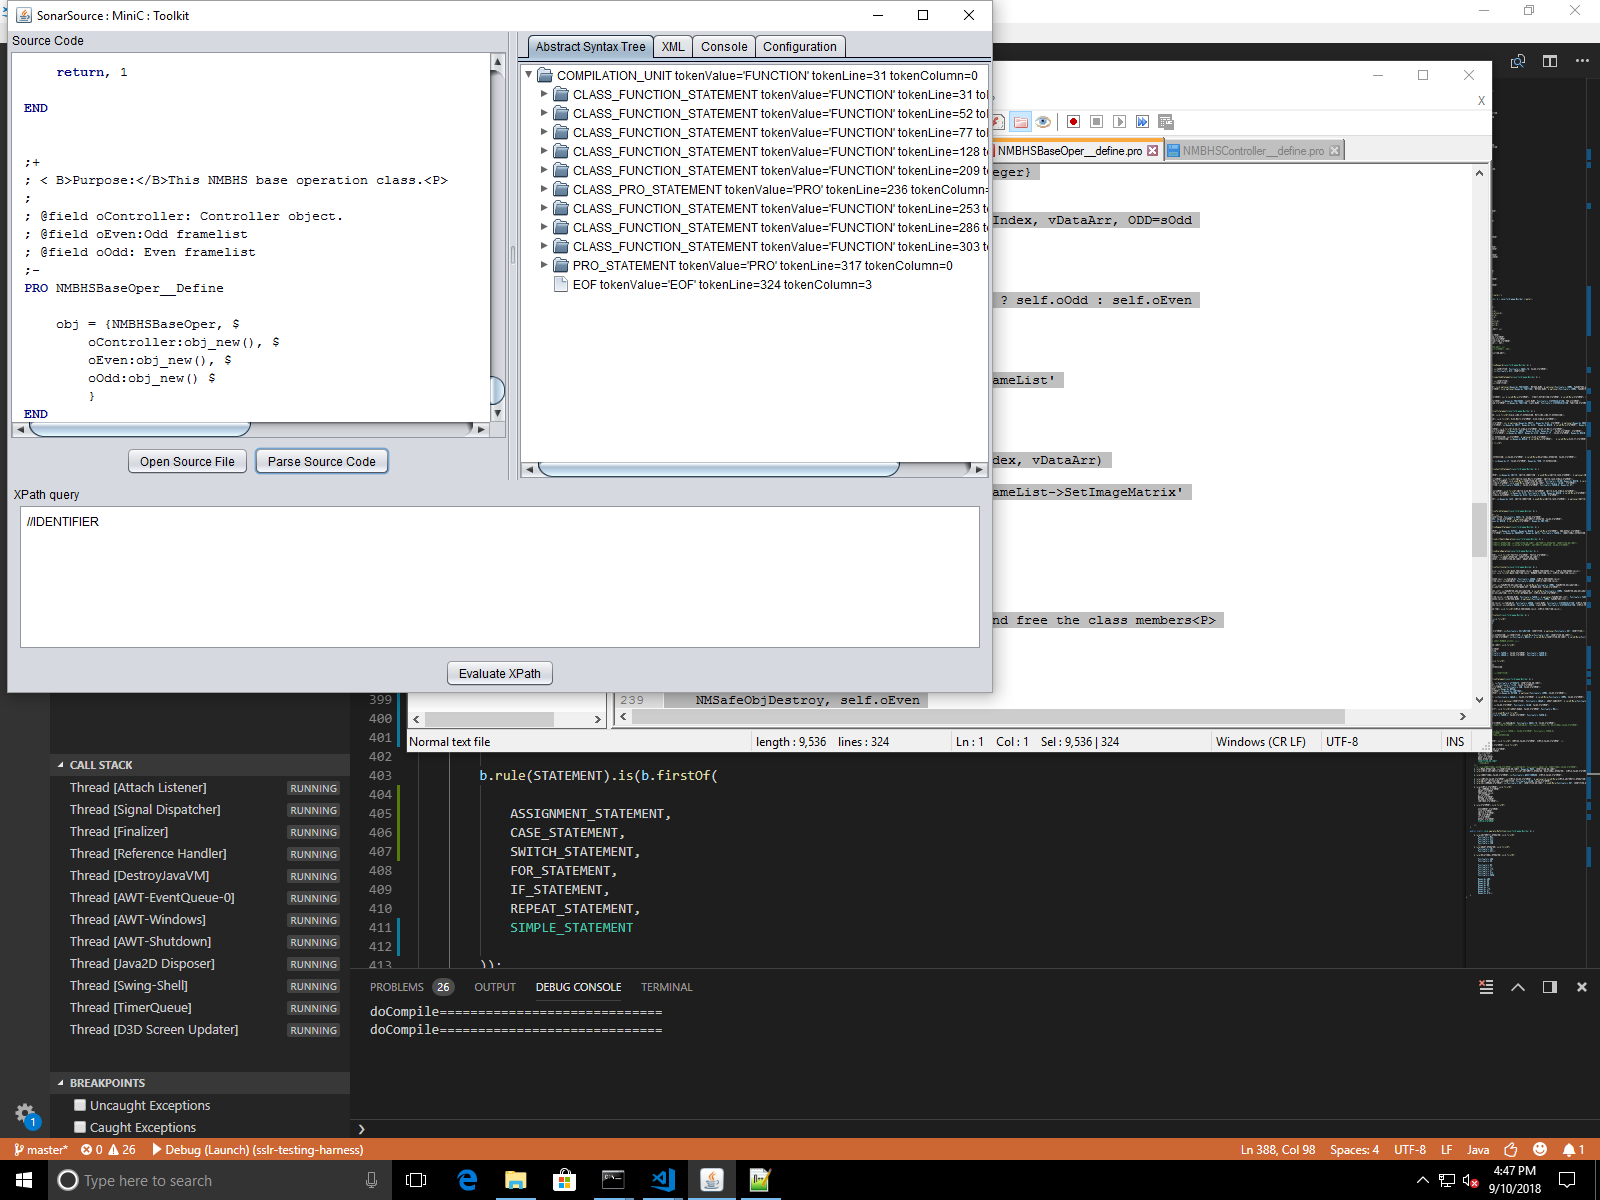 SonarSource : MiniC : Toolkit
Source Code
return, 1
END
;+
; < B>Purpose:</B>This NMBHS base operation class.<P>
;
; @field oController: Controller object.
; @field oEven:Odd framelist
; @field oOdd: Even framelist
;-
PRO NMBHSBaseOper__Define
obj = {NMBHSBaseOper, $
oController:obj_new(), $
oEven:obj_new(), $
oOdd:obj_new() $
}
END
Open Source File
Parse Source Code
Abstract Syntax Tree
XML
Console
Configuration
COMPILATION_UNIT tokenValue='FUNCTION' tokenLine=31 tokenColumn=0
CLASS_FUNCTION_STATEMENT tokenValue='FUNCTION' tokenLine=31 to
CLASS_FUNCTION_STATEMENT tokenValue='FUNCTION' tokenLine=52 to
CLASS_FUNCTION_STATEMENT tokenValue='FUNCTION' tokenLine=77 to
CLASS_FUNCTION_STATEMENT tokenValue='FUNCTION' tokenLine=128 t
CLASS_FUNCTION_STATEMENT tokenValue='FUNCTION' tokenLine=209 t
CLASS_PRO_STATEMENT tokenValue='PRO' tokenLine=236 tokenColumn=
CLASS_FUNCTION_STATEMENT tokenValue='FUNCTION' tokenLine=253 t
CLASS_FUNCTION_STATEMENT tokenValue='FUNCTION' tokenLine=286 t
CLASS_FUNCTION_STATEMENT tokenValue='FUNCTION' tokenLine=303 t
PRO_STATEMENT tokenValue='PRO' tokenLine=317 tokenColumn=0
EOF tokenValue='EOF' tokenLine=324 tokenColumn=3
XPath query
//IDENTIFIER
Evaluate XPath
X
NMBHSBaseOper__define.pro
NMBHSController__define.pro
eger}
Index, vDataArr, ODD=sOdd
? self.oOdd : self.oEven
ameList'
dex, vDataArr)
ameList->SetImageMatrix'
nd free the class members<P>
239 NMSafeObjDestroy, self.oEven
Normal text file
length : 9,536 lines : 324
Ln : 1 Col : 1 Sel : 9,536 | 324
Windows (CR LF)
UTF-8
INS
399
400
401
402
403 b.rule(STATEMENT).is(b.firstOf(
404
405 ASSIGNMENT_STATEMENT,
406 CASE_STATEMENT,
407 SWITCH_STATEMENT,
408 FOR_STATEMENT,
409 IF_STATEMENT,
410 REPEAT_STATEMENT,
411 SIMPLE_STATEMENT
412
413 ));
CALL STACK
Thread [Attach Listener] RUNNING
Thread [Signal Dispatcher] RUNNING
Thread [Finalizer] RUNNING
Thread [Reference Handler] RUNNING
Thread [DestroyJavaVM] RUNNING
Thread [AWT-EventQueue-0] RUNNING
Thread [AWT-Windows] RUNNING
Thread [AWT-Shutdown] RUNNING
Thread [Java2D Disposer] RUNNING
Thread [Swing-Shell] RUNNING
Thread [TimerQueue] RUNNING
Thread [D3D Screen Updater] RUNNING
BREAKPOINTS
Uncaught Exceptions
Caught Exceptions
1
PROBLEMS 26 OUTPUT DEBUG CONSOLE TERMINAL
doCompile=============================
doCompile=============================
master* 0 26 Debug (Launch) (sslr-testing-harness)
Ln 388, Col 98 Spaces: 4 UTF-8 LF Java 1
Type here to search
4:47 PM
9/10/2018